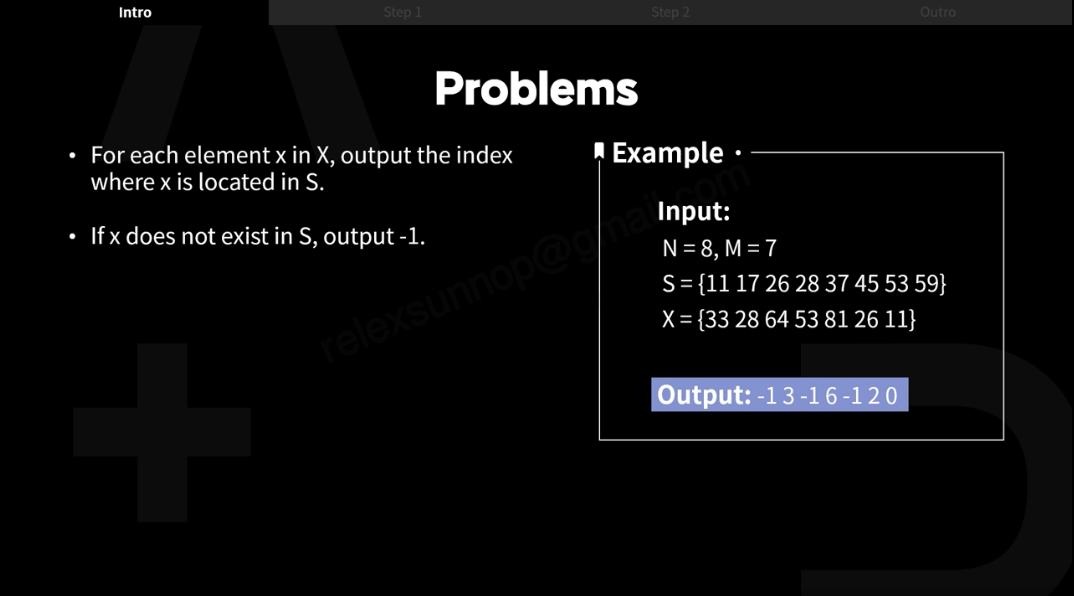 Intro
Step 1
Step 2
Outro
Problems
• For each element x in X, output the index
where x is located in S.
• If x does not exist in S, output -1.
Example
Input:
N = 8, M = 7
S = {11 17 26 28 37 45 53 59}
X = {33 28 64 53 81 26 11}
Output: -1 3 -1 6 -1 2 0
relexsunnop@gmail.com